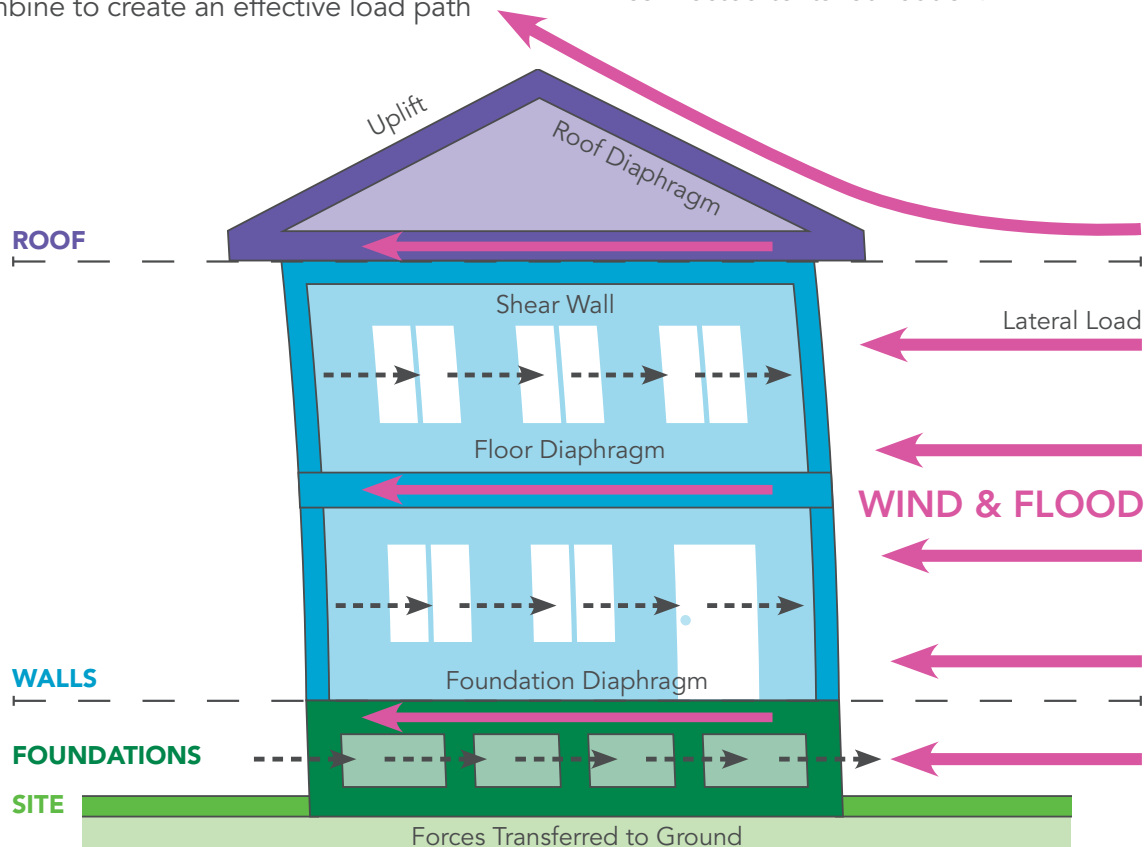 mbine to create an effective load path
Uplift
Roof Diaphragm
ROOF
Shear Wall
Lateral Load
Floor Diaphragm
WIND & FLOOD
WALLS
Foundation Diaphragm
FOUNDATIONS
SITE
Forces Transferred to Ground